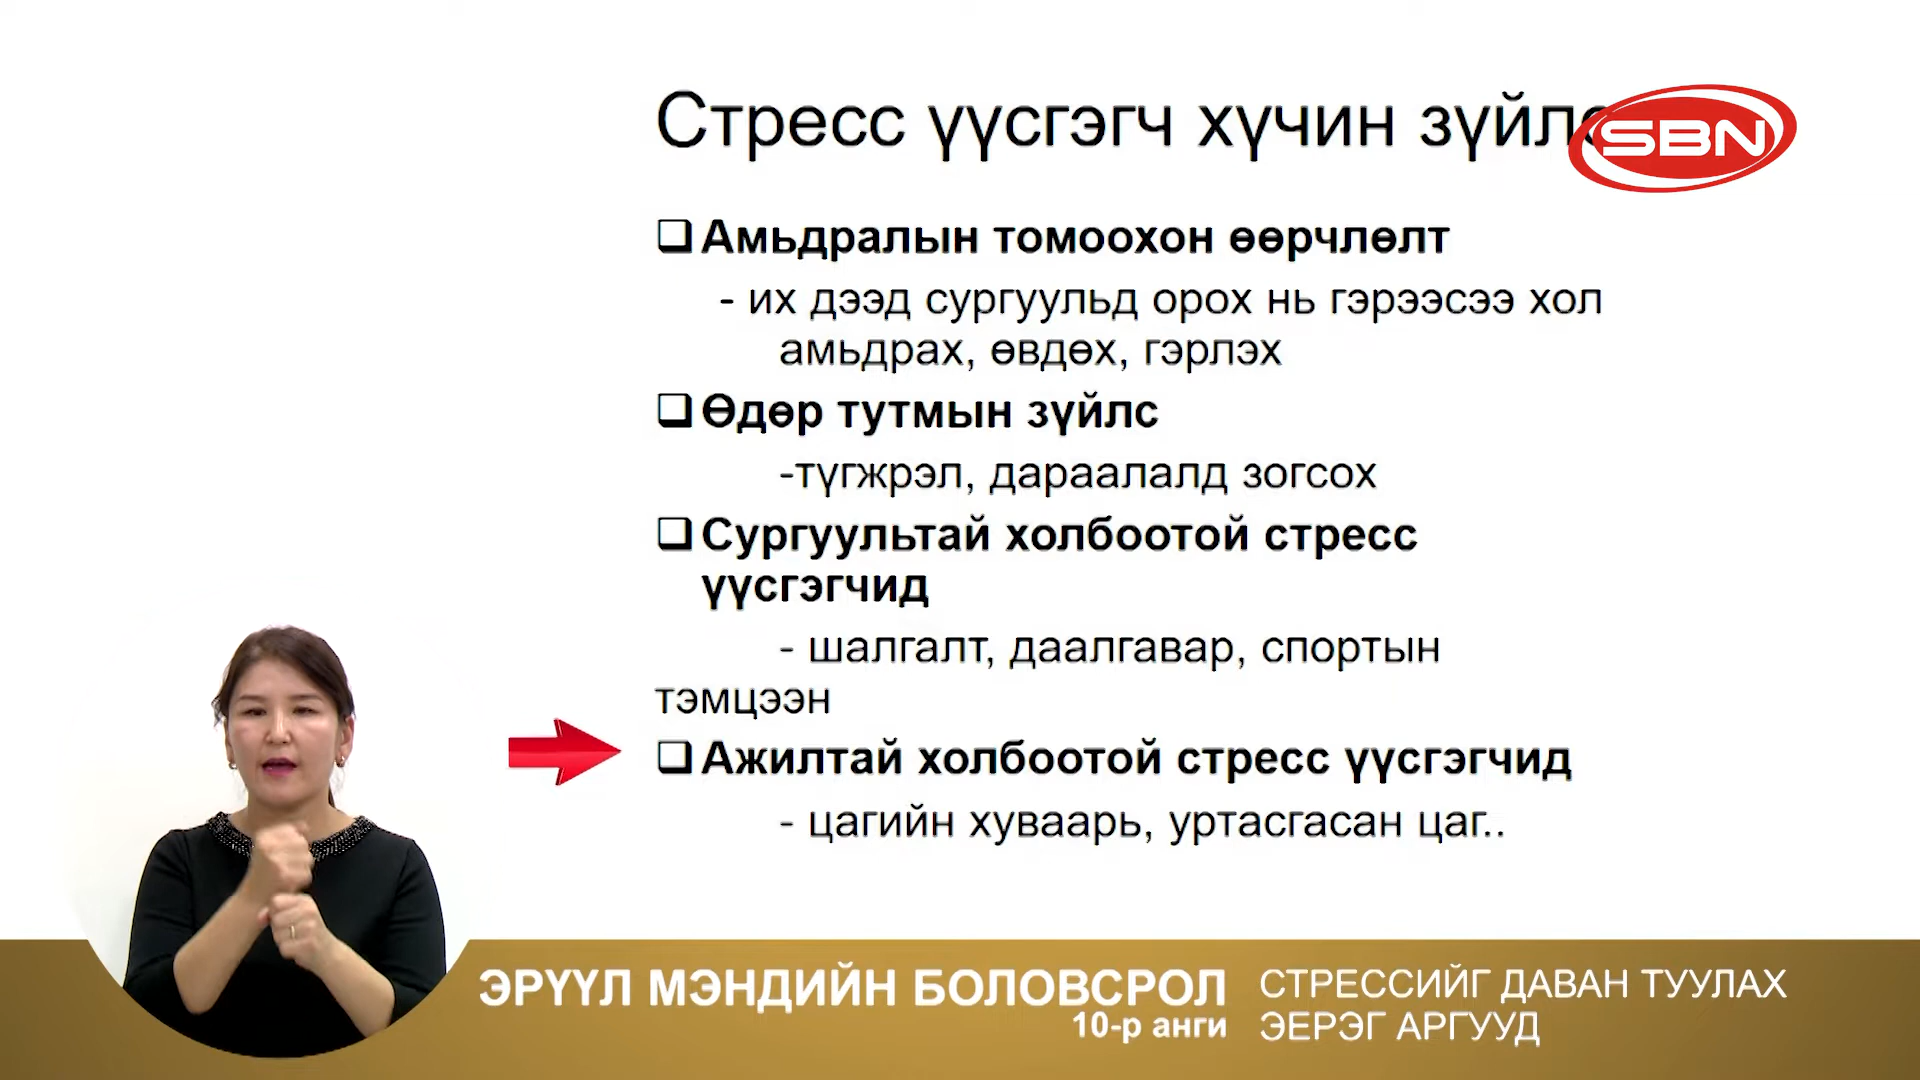 Стресс үүсгэгч хүчин зүйлс
SBN
Амьдралын томоохон өөрчлөлт
- их дээд сургуульд орох нь гэрээсээ хол
амьдрах, өвдөх, гэрлэх
Өдөр тутмын зүйлс
-түгжрэл, дараалалд зогсох
Сургуультай холбоотой стресс
үүсгэгчид
- шалгалт, даалгавар, спортын
тэмцээн
Ажилтай холбоотой стресс үүсгэгчид
- цагийн хуваарь, уртасгасан цаг..
ЭРҮҮЛ МЭНДИЙН БОЛОВСРОЛ
10-р анги
СТРЕССИЙГ ДАВАН ТУУЛАХ
ЭЕРЭГ АРГУУД